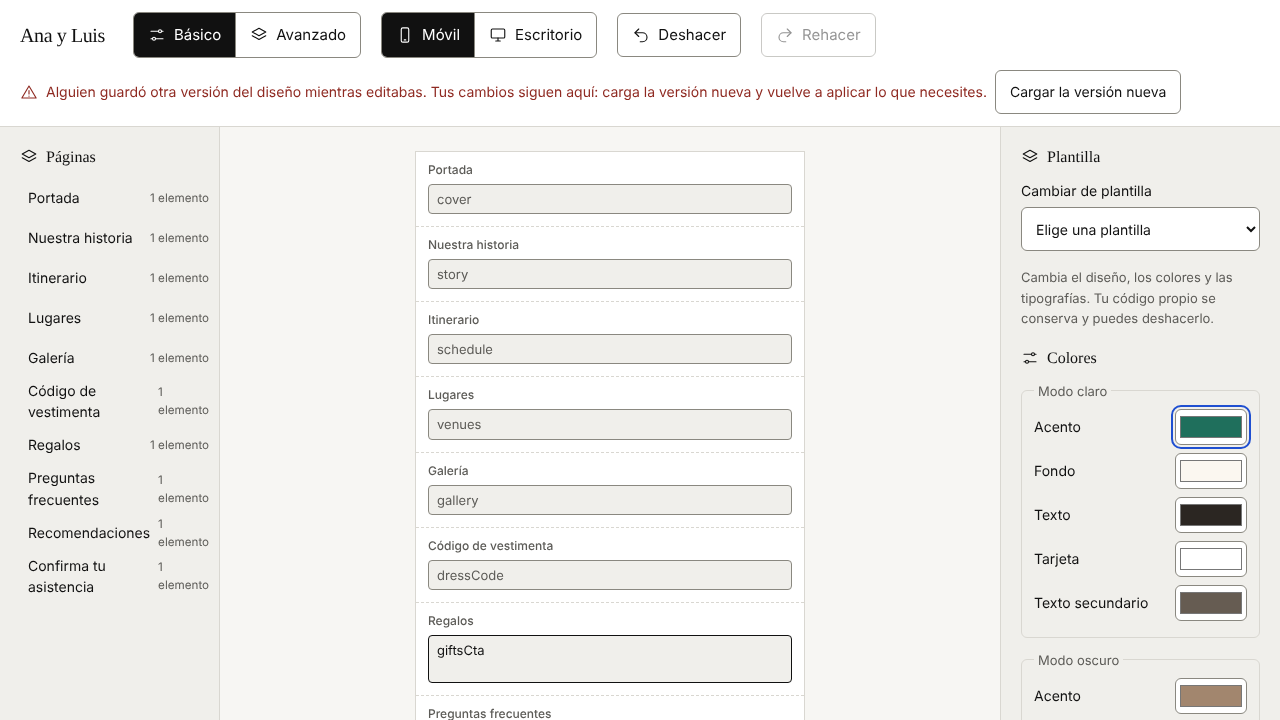 Ana y Luis
Básico
Avanzado
Móvil
Escritorio
Deshacer
Rehacer
Alguien guardó otra versión del diseño mientras editabas. Tus cambios siguen aquí: carga la versión nueva y vuelve a aplicar lo que necesites.
Cargar la versión nueva
Páginas
Portada 1 elemento
Nuestra historia 1 elemento
Itinerario 1 elemento
Lugares 1 elemento
Galería 1 elemento
Código de vestimenta 1 elemento
Regalos 1 elemento
Preguntas frecuentes 1 elemento
Recomendaciones 1 elemento
Confirma tu asistencia 1 elemento
Portada
cover
Nuestra historia
story
Itinerario
schedule
Lugares
venues
Galería
gallery
Código de vestimenta
dressCode
Regalos
giftsCta
Preguntas frecuentes
Plantilla
Cambiar de plantilla
Elige una plantilla
Cambia el diseño, los colores y las
tipografías. Tu código propio se
conserva y puedes deshacerlo.
Colores
Modo claro
Acento
Fondo
Texto
Tarjeta
Texto secundario
Modo oscuro
Acento